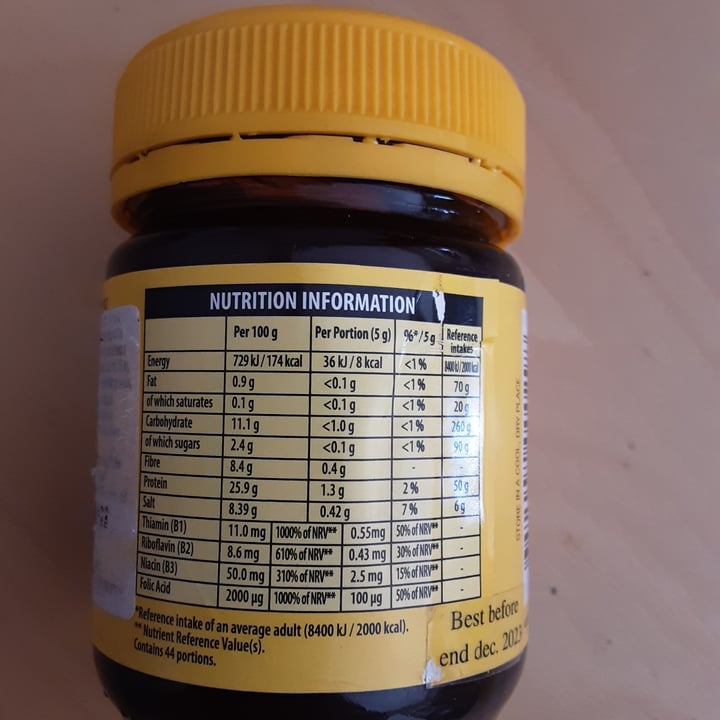 NUTRITION INFORMATION
Per 100 g Per Portion (5 g) %*/5 g Reference intakes
Energy 729 kJ / 174 kcal 36 kJ / 8 kcal <1 % 8400 kJ / 2000 kcal
Fat 0.9 g <0.1 g <1 % 70 g
of which saturates 0.1 g <0.1 g <1 % 20 g
Carbohydrate 11.1 g <1.0 g <1 % 260 g
of which sugars 2.4 g <0.1 g <1 % 90 g
Fibre 8.4 g 0.4 g - -
Protein 25.9 g 1.3 g 2 % 50 g
Salt 8.39 g 0.42 g 7 % 6 g
Thiamin (B1) 11.0 mg 1000% of NRV** 0.55mg 50% of NRV** -
Riboflavin (B2) 8.6 mg 610% of NRV** 0.43 mg 30% of NRV** -
Niacin (B3) 50.0 mg 310% of NRV** 2.5 mg 15% of NRV** -
Folic Acid 2000 µg 1000% of NRV** 100 µg 50% of NRV** -
*Reference intake of an average adult (8400 kJ / 2000 kcal).
** Nutrient Reference Value(s).
Contains 44 portions.
Best before
end dec. 2023
STORE IN A COOL, DRY PLACE